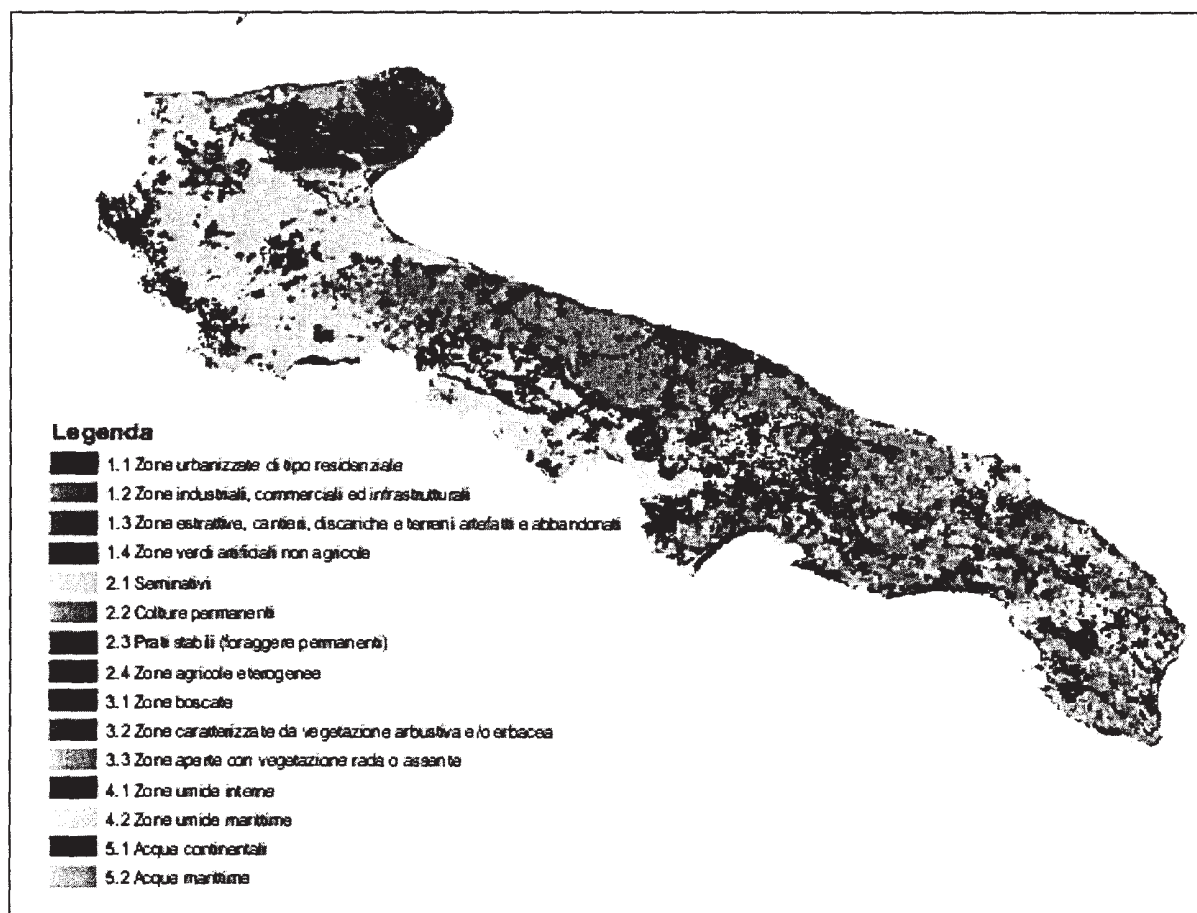 Legenda
1.1 Zone urbanizzate di tipo residenziale
1.2 Zone industriali, commerciali ed infrastrutturali
1.3 Zone estrattive, cantieri, discariche e terreni artefatti e abbandonati
1.4 Zone verdi artificiali non agricole
2.1 Seminativi
2.2 Colture permanenti
2.3 Prati stabili (foraggere permanenti)
2.4 Zone agricole eterogenee
3.1 Zone boscate
3.2 Zone caratterizzate da vegetazione arbustiva e/o erbacea
3.3 Zone aperte con vegetazione rada o assente
4.1 Zone umide interne
4.2 Zone umide marittime
5.1 Acque continentali
5.2 Acque marittime